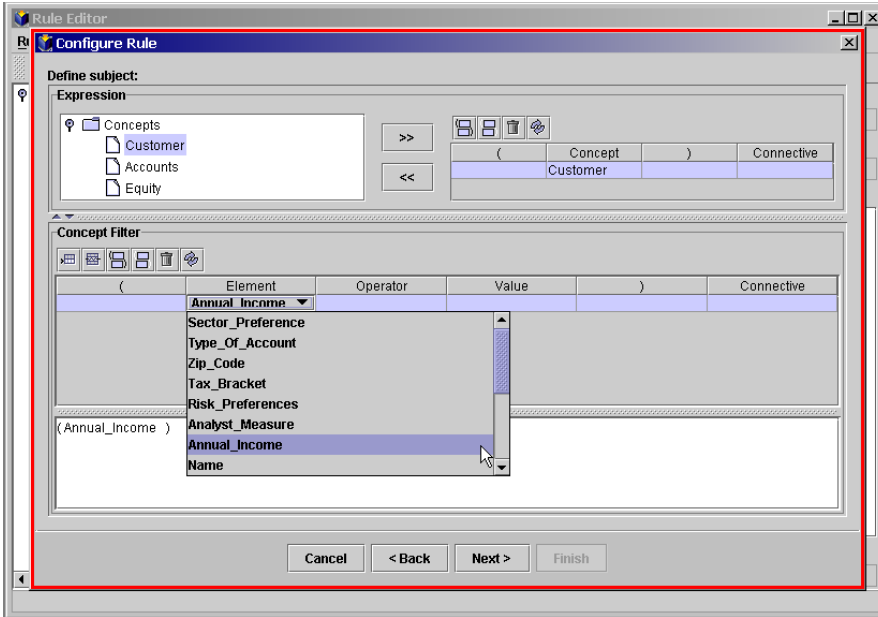 Rule Editor
Ru
Configure Rule
Define subject:
Expression
Concepts
Customer
Accounts
Equity
>>
<<
( Concept ) Connective
Customer
Concept Filter
( Element Operator Value ) Connective
Annual_Income
Sector_Preference
Type_Of_Account
Zip_Code
Tax_Bracket
Risk_Preferences
Analyst_Measure
Annual_Income
Name
(Annual_Income )
Cancel < Back Next > Finish